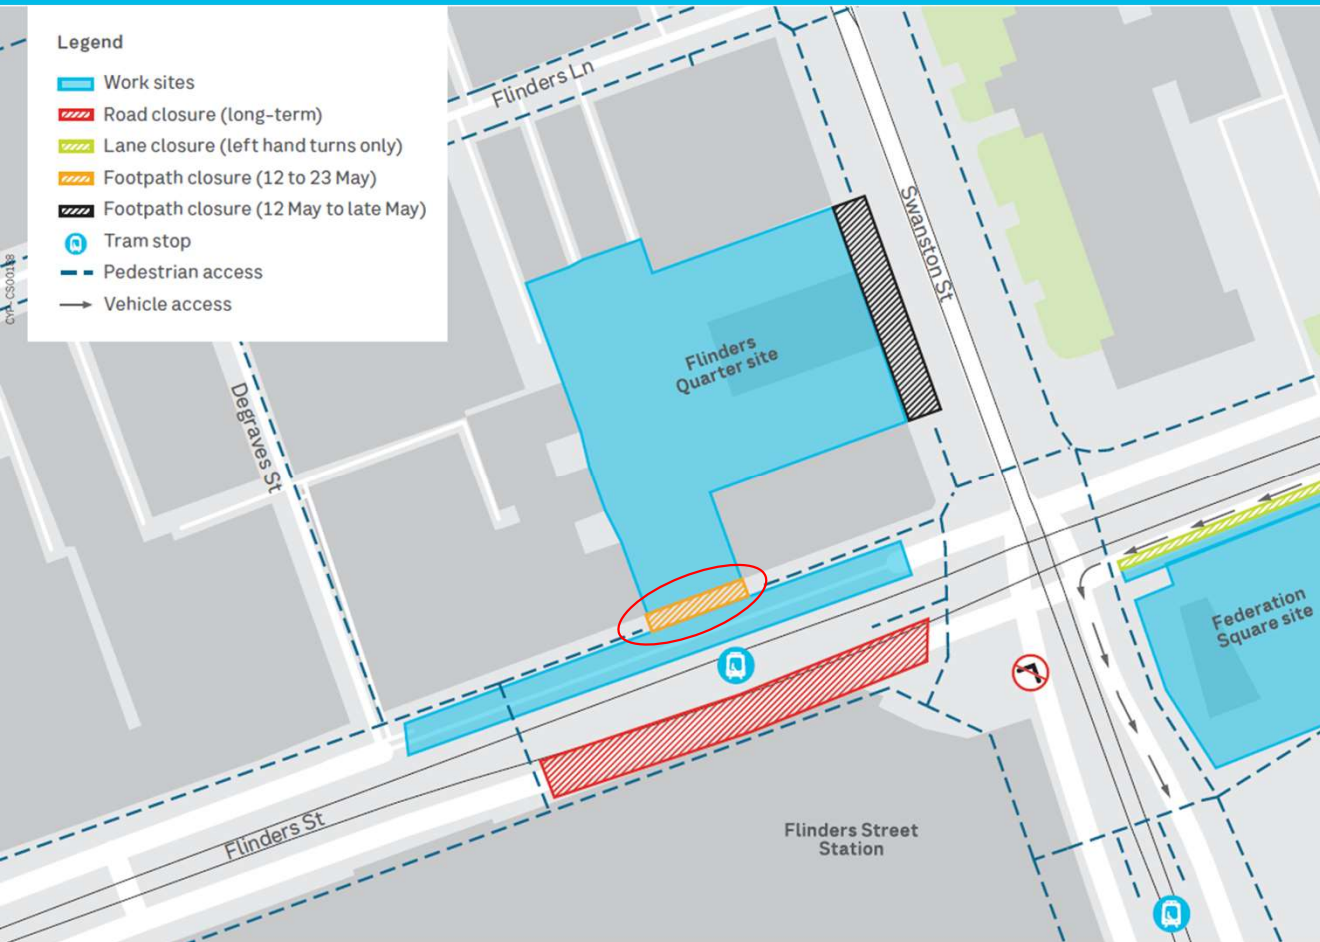 Legend
Work sites
Road closure (long-term)
Lane closure (left hand turns only)
Footpath closure (12 to 23 May)
Footpath closure (12 May to late May)
Tram stop
Pedestrian access
Vehicle access
Flinders Ln
Swanston St
Flinders
Quarter site
Degraves St
Federation
Square site
Flinders St
Flinders Street
Station